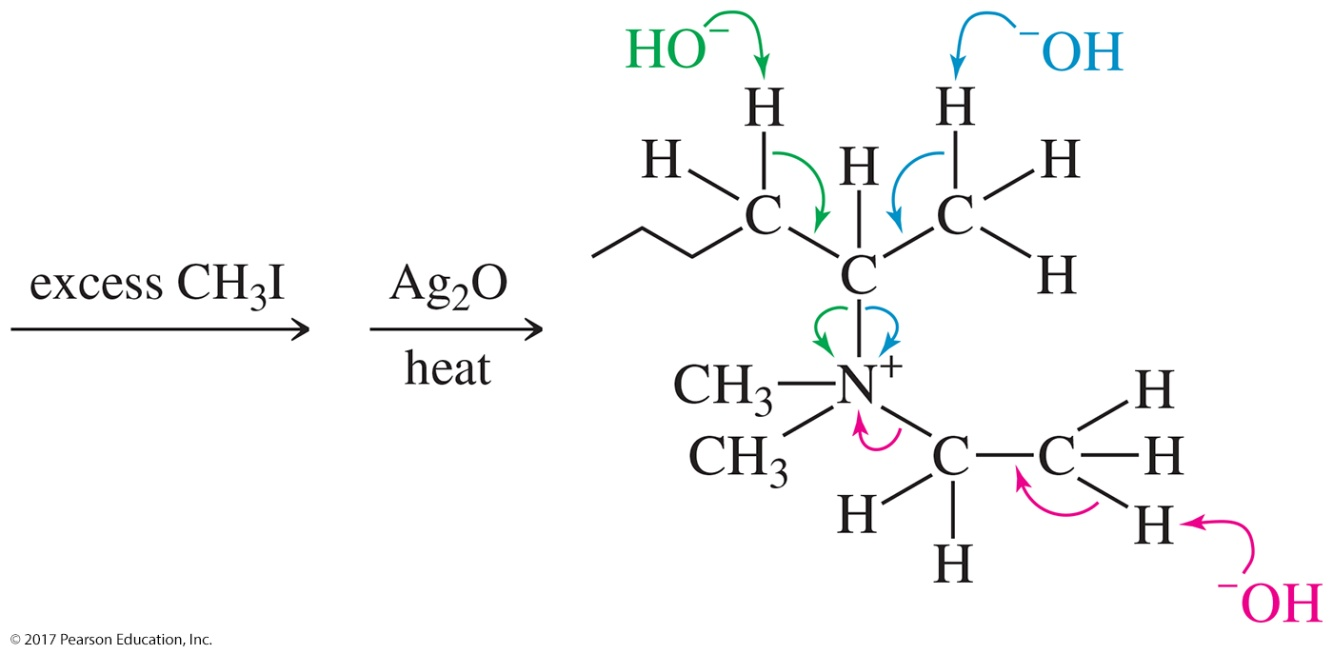 HO⁻ ⁻OH
H H
H H H
C C
excess CH₃I Ag₂O C H
heat
CH₃ N⁺ H
CH₃ C C H
H H
H
⁻OH
© 2017 Pearson Education, Inc.